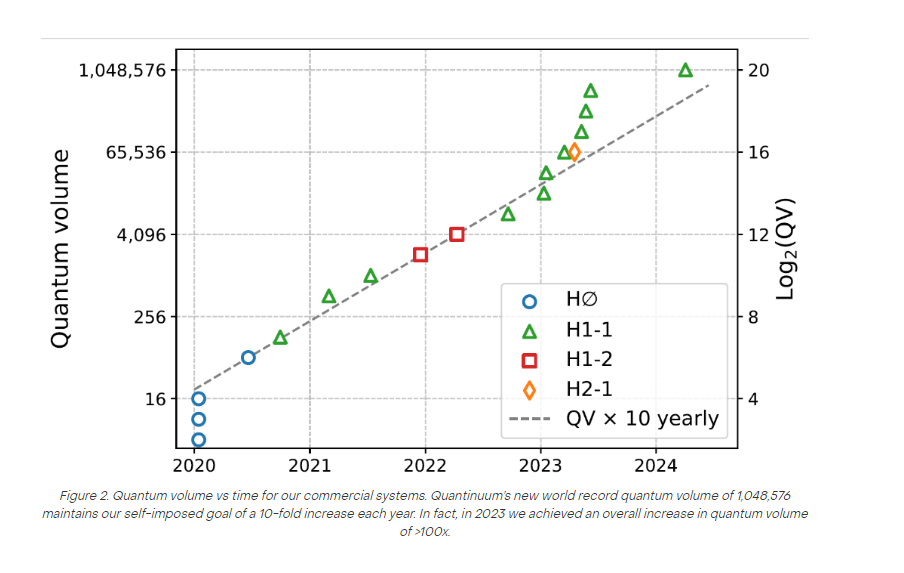 1,048,576
65,536
4,096
256
16
Quantum volume
20
16
12
8
4
Log₂(QV)
HØ
H1-1
H1-2
H2-1
QV × 10 yearly
2020 2021 2022 2023 2024
Figure 2. Quantum volume vs time for our commercial systems. Quantinuum’s new world record quantum volume of 1,048,576
maintains our self-imposed goal of a 10-fold increase each year. In fact, in 2023 we achieved an overall increase in quantum volume
of >100x.